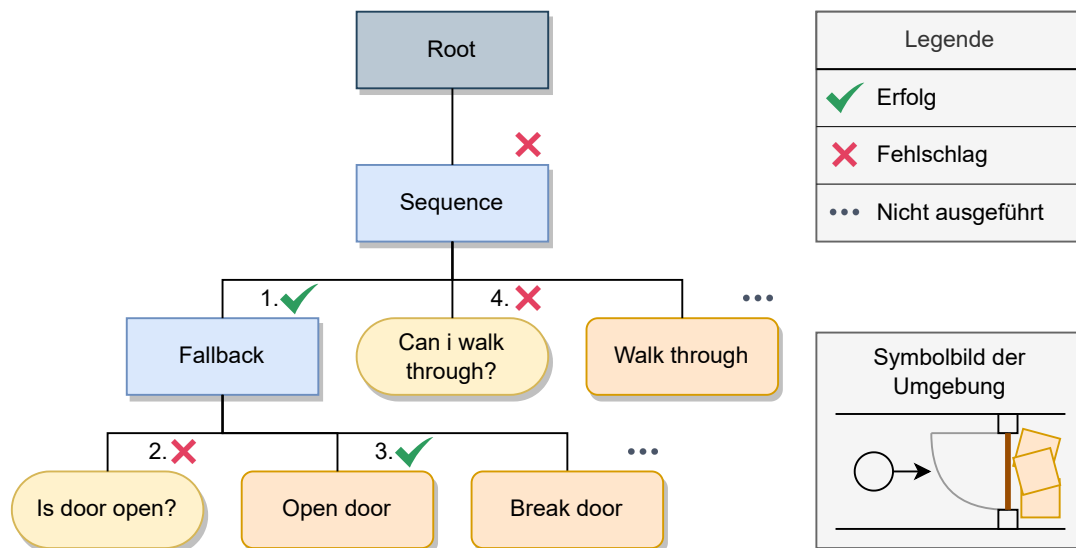 Root
Sequence
1.
4.
Fallback
Can i walk
through?
Walk through
2.
3.
Is door open?
Open door
Break door
Legende
Erfolg
Fehlschlag
Nicht ausgeführt
Symbolbild der
Umgebung